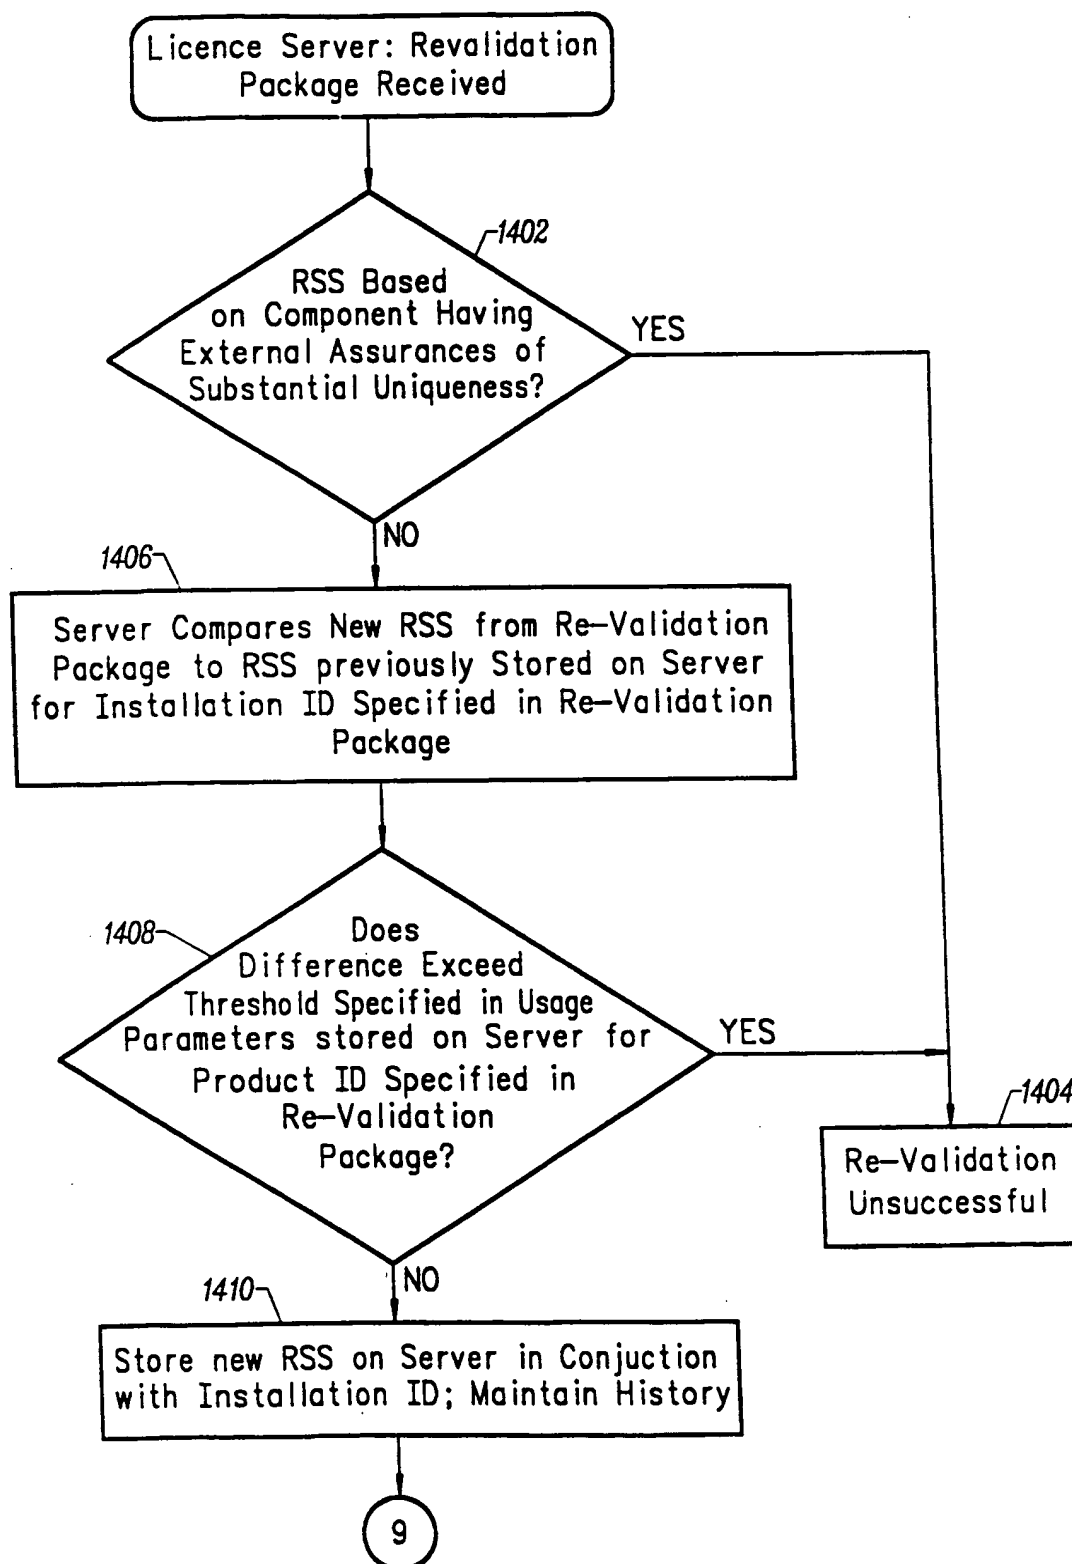 Licence Server: Revalidation
Package Received
1402
RSS Based
on Component Having
External Assurances of
Substantial Uniqueness?
YES
NO
1406
Server Compares New RSS from Re-Validation
Package to RSS previously Stored on Server
for Installation ID Specified in Re-Validation
Package
1408
Does
Difference Exceed
Threshold Specified in Usage
Parameters stored on Server for
Product ID Specified in
Re-Validation
Package?
YES
1404
Re-Validation
Unsuccessful
NO
1410
Store new RSS on Server in Conjuction
with Installation ID; Maintain History
9